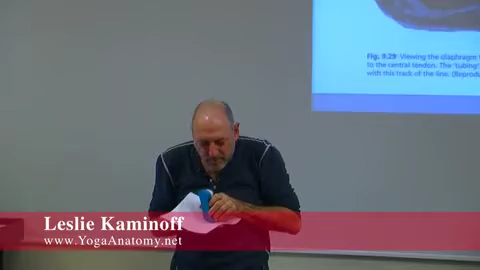 Fig. 9.29 Viewing the diaphragm
to the central tendon. The 'tubing'
with this track of the line. (Reprodu
Leslie Kaminoff
www.YogaAnatomy.net